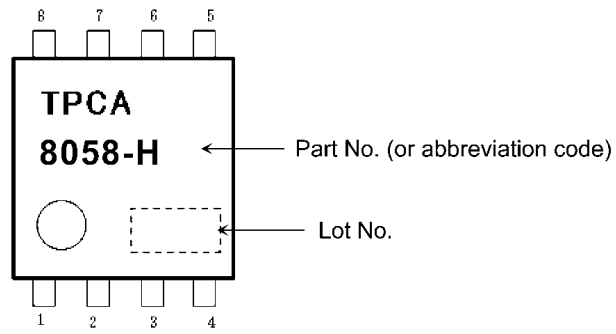 8 7 6 5
TPCA
8058-H
Part No. (or abbreviation code)
Lot No.
1 2 3 4